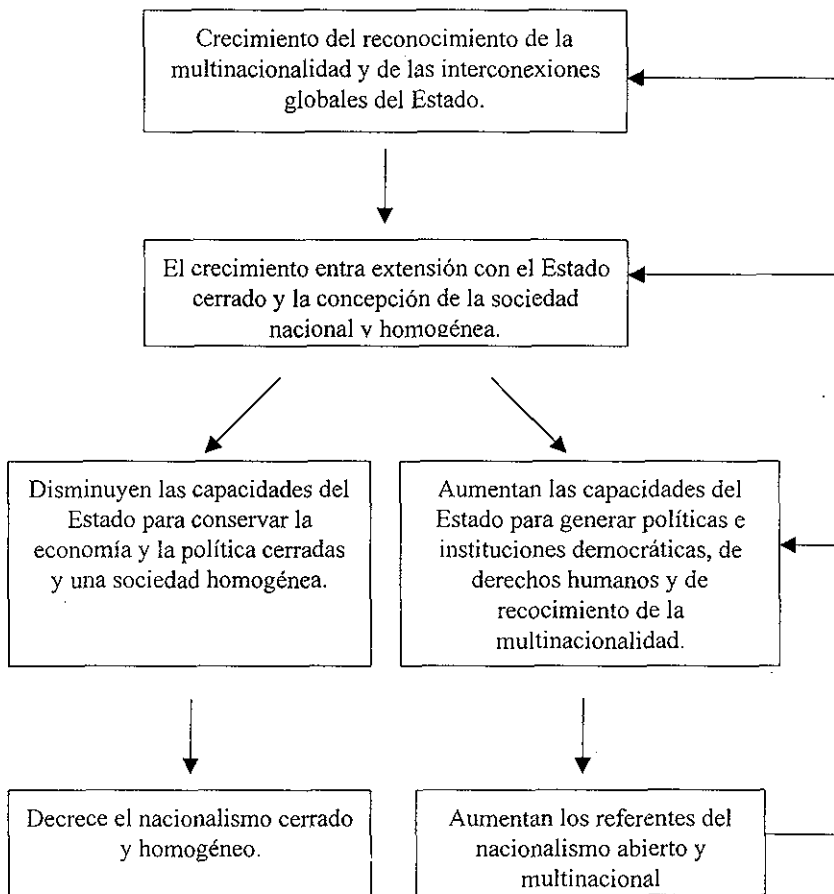 Crecimiento del reconocimiento de la
multinacionalidad y de las interconexiones
globales del Estado.
El crecimiento entra extensión con el Estado
cerrado y la concepción de la sociedad
nacional y homogénea.
Disminuyen las capacidades del
Estado para conservar la
economía y la política cerradas
y una sociedad homogénea.
Aumentan las capacidades del
Estado para generar políticas e
instituciones democráticas, de
derechos humanos y de
recocimiento de la
multinacionalidad.
Decrece el nacionalismo cerrado
y homogéneo.
Aumentan los referentes del
nacionalismo abierto y
multinacional